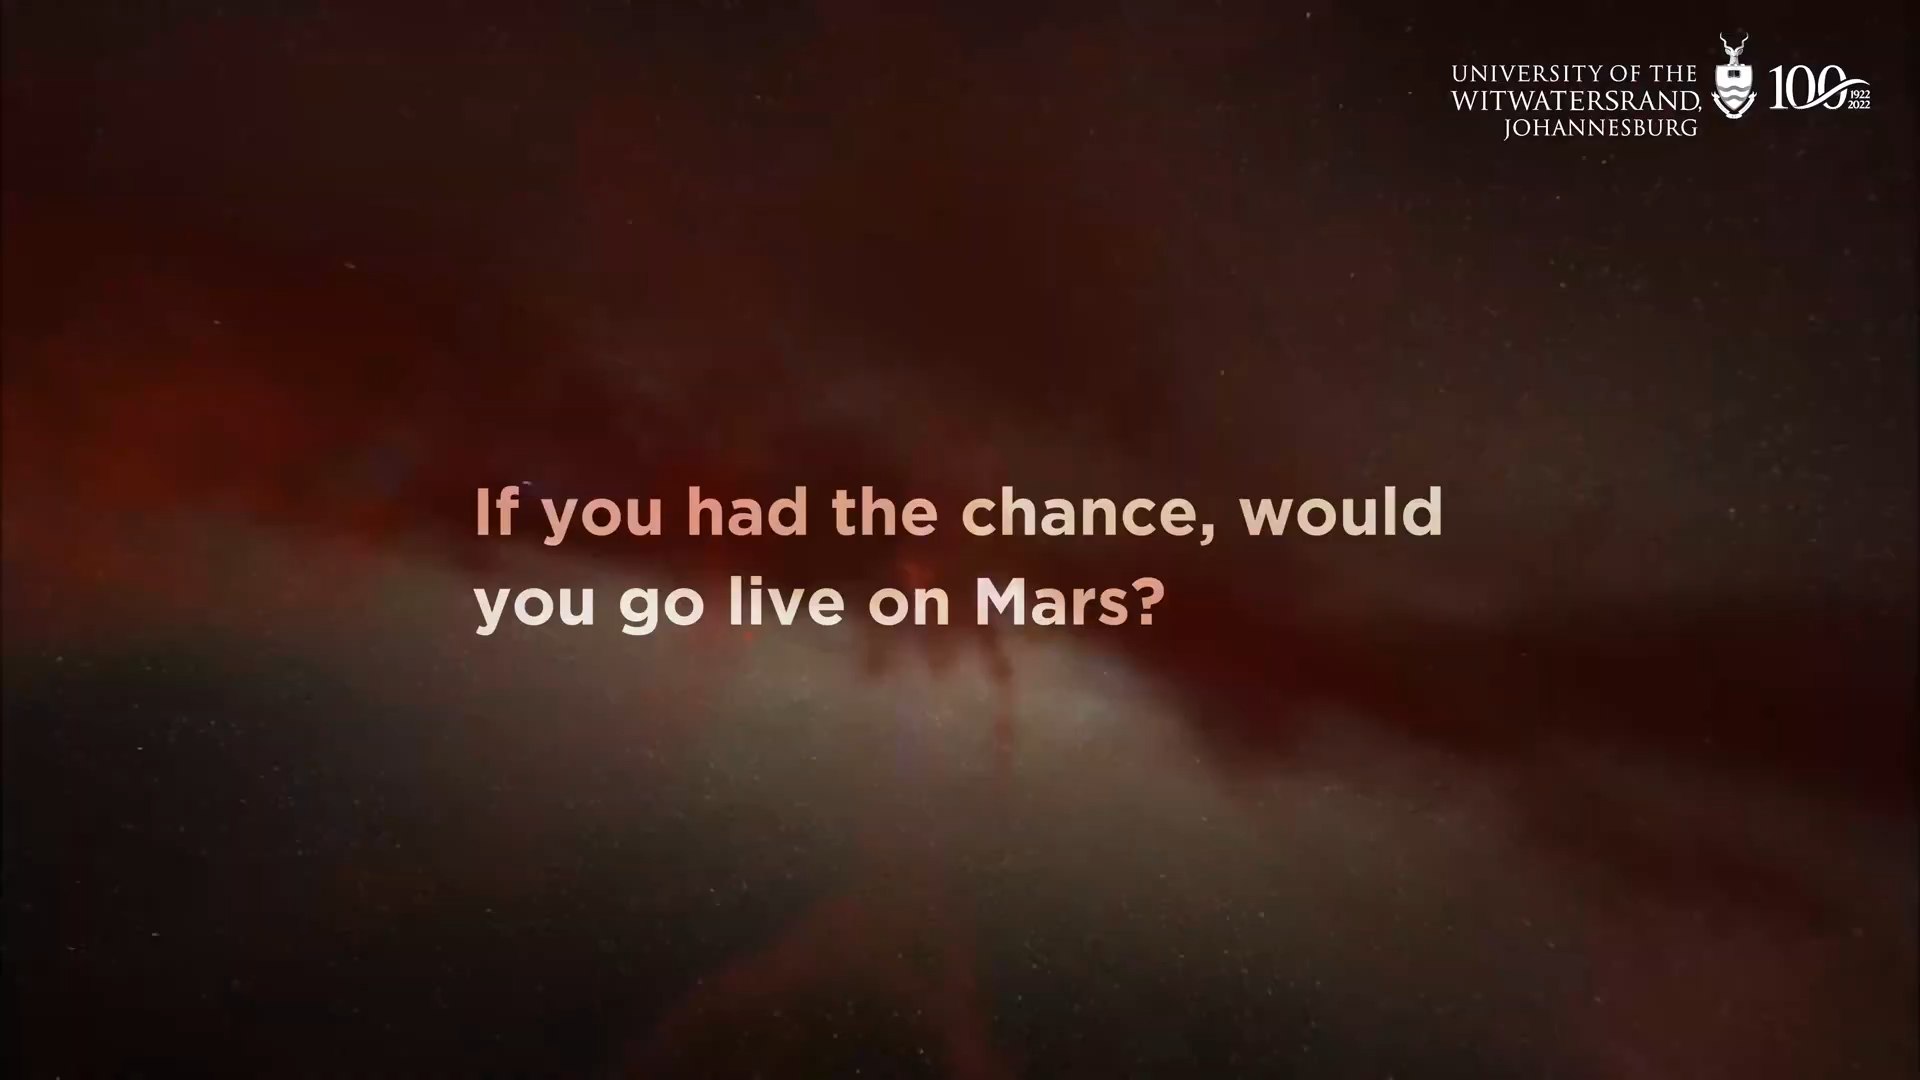 UNIVERSITY OF THE
WITWATERSRAND,
JOHANNESBURG
100
1922
2022
If you had the chance, would
you go live on Mars?